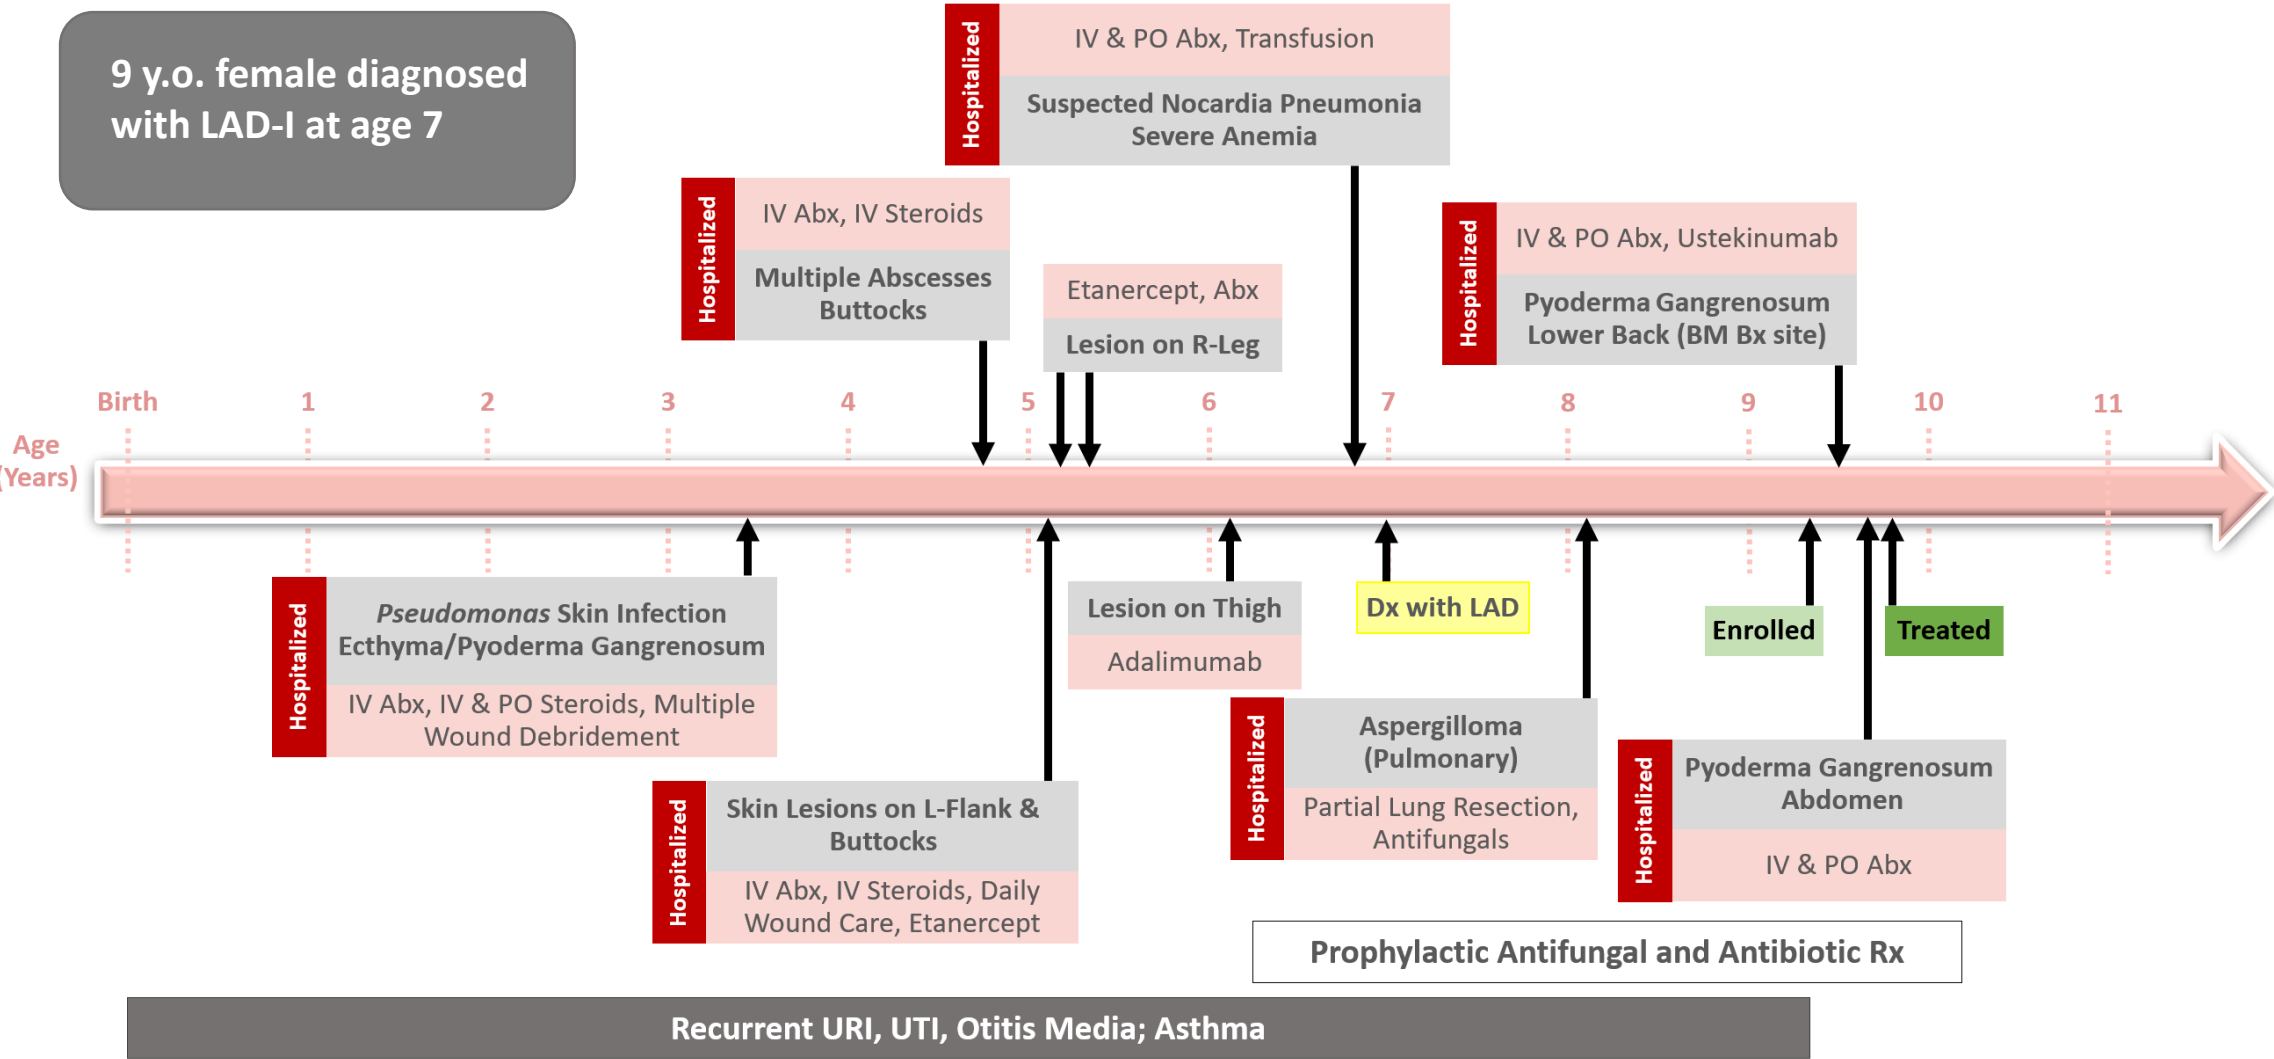 9 y.o. female diagnosed
with LAD-I at age 7
Hospitalized
IV & PO Abx, Transfusion
Suspected Nocardia Pneumonia
Severe Anemia
Hospitalized
IV Abx, IV Steroids
Multiple Abscesses
Buttocks
Etanercept, Abx
Lesion on R-Leg
Hospitalized
IV & PO Abx, Ustekinumab
Pyoderma Gangrenosum
Lower Back (BM Bx site)
Birth 1 2 3 4 5 6 7 8 9 10 11
Age
(Years)
Hospitalized
Pseudomonas Skin Infection
Ecthyma/Pyoderma Gangrenosum
IV Abx, IV & PO Steroids, Multiple
Wound Debridement
Hospitalized
Skin Lesions on L-Flank &
Buttocks
IV Abx, IV Steroids, Daily
Wound Care, Etanercept
Lesion on Thigh
Adalimumab
Dx with LAD
Hospitalized
Aspergilloma
(Pulmonary)
Partial Lung Resection,
Antifungals
Enrolled
Treated
Hospitalized
Pyoderma Gangrenosum
Abdomen
IV & PO Abx
Prophylactic Antifungal and Antibiotic Rx
Recurrent URI, UTI, Otitis Media; Asthma